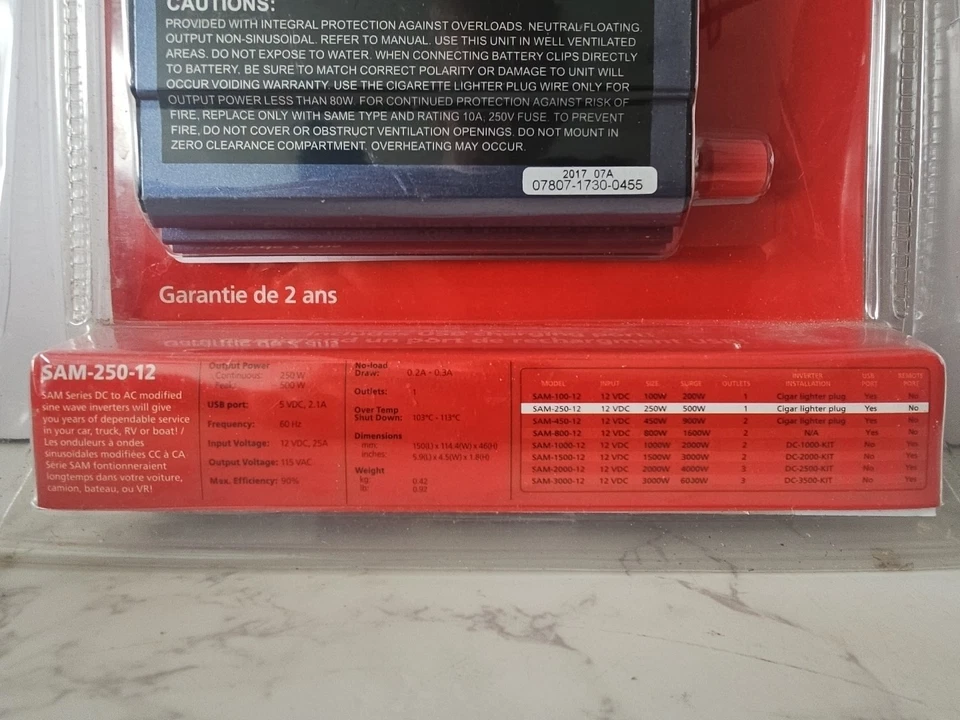 CAUTIONS:
PROVIDED WITH INTEGRAL PROTECTION AGAINST OVERLOADS. NEUTRAL FLOATING.
OUTPUT NON-SINUSOIDAL. REFER TO MANUAL. USE THIS UNIT IN WELL VENTILATED
AREAS. DO NOT EXPOSE TO WATER. WHEN CONNECTING BATTERY CLIPS DIRECTLY
TO BATTERY. BE SURE TO MATCH CORRECT POLARITY OR DAMAGE TO UNIT WILL
OCCUR VOIDING WARRANTY. USE THE CIGARETTE LIGHTER PLUG WIRE ONLY FOR
OUTPUT POWER LESS THAN 80W. FOR CONTINUED PROTECTION AGAINST RISK OF
FIRE, REPLACE ONLY WITH SAME TYPE AND RATING 10A, 250V FUSE. TO PREVENT
FIRE, DO NOT COVER OR OBSTRUCT VENTILATION OPENINGS. DO NOT MOUNT IN
ZERO CLEARANCE COMPARTMENT. OVERHEATING MAY OCCUR.
2017 07A
07807-1730-0455
Garantie de 2 ans
SAM-250-12
SAM Series DC to AC modified
sine wave inverters will give
you years of dependable service
in your car, truck, RV or boat! /
Les onduleurs à ondes
sinusoïdales modifiées CC à CA
Série SAM fontionneraient
longtemps dans votre voiture,
camion, bateau, ou VR!
Output Power
Continuous: 250 W
Peak: 500 W
USB port: 5 VDC, 2.1A
Frequency: 60 Hz
Input Voltage: 12 VDC, 25A
Output Voltage: 115 VAC
Max. Efficiency: 90%
No-load
Draw: 0.2A - 0.3A
Outlets: 1
Over Temp
Shut Down: 103ºC - 113ºC
Dimensions
mm: 150(L) x 114.4(W) x 46(H)
inches: 5.9(L) x 4.5(W) x 1.8(H)
Weight
kg: 0.42
lb: 0.92
MODEL INPUT SIZE SURGE OUTLETS INVERTER INSTALLATION USB PORT REMOTE PORT
SAM-100-12 12 VDC 100W 200W 1 Cigar lighter plug Yes No
SAM-250-12 12 VDC 250W 500W 1 Cigar lighter plug Yes No
SAM-450-12 12 VDC 450W 900W 2 Cigar lighter plug Yes No
SAM-800-12 12 VDC 800W 1600W 2 N/A Yes No
SAM-1000-12 12 VDC 1000W 2000W 2 DC-1000-KIT No Yes
SAM-1500-12 12 VDC 1500W 3000W 2 DC-2000-KIT No Yes
SAM-2000-12 12 VDC 2000W 4000W 3 DC-2500-KIT No Yes
SAM-3000-12 12 VDC 3000W 6000W 3 DC-3500-KIT No Yes